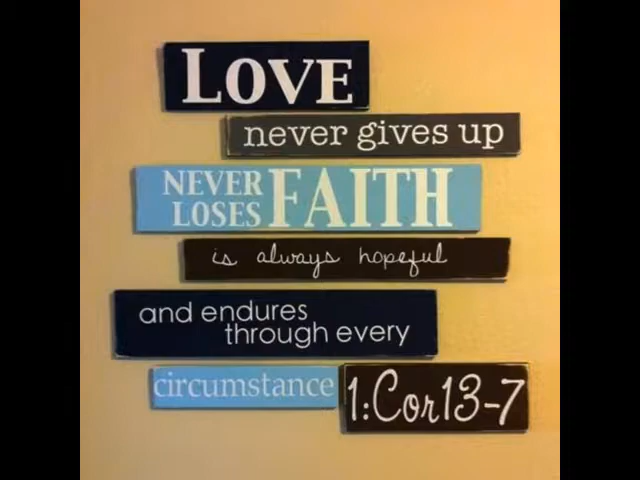 LOVE
never gives up
NEVER LOSES FAITH
is always hopeful
and endures
through every
circumstance
1:Cor13-7